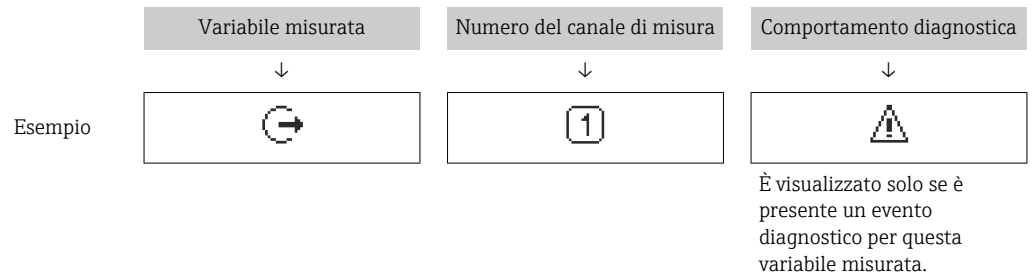 Variabile misurata
Numero del canale di misura
Comportamento diagnostica
↓
↓
↓
Esempio
1
È visualizzato solo se è
presente un evento
diagnostico per questa
variabile misurata.